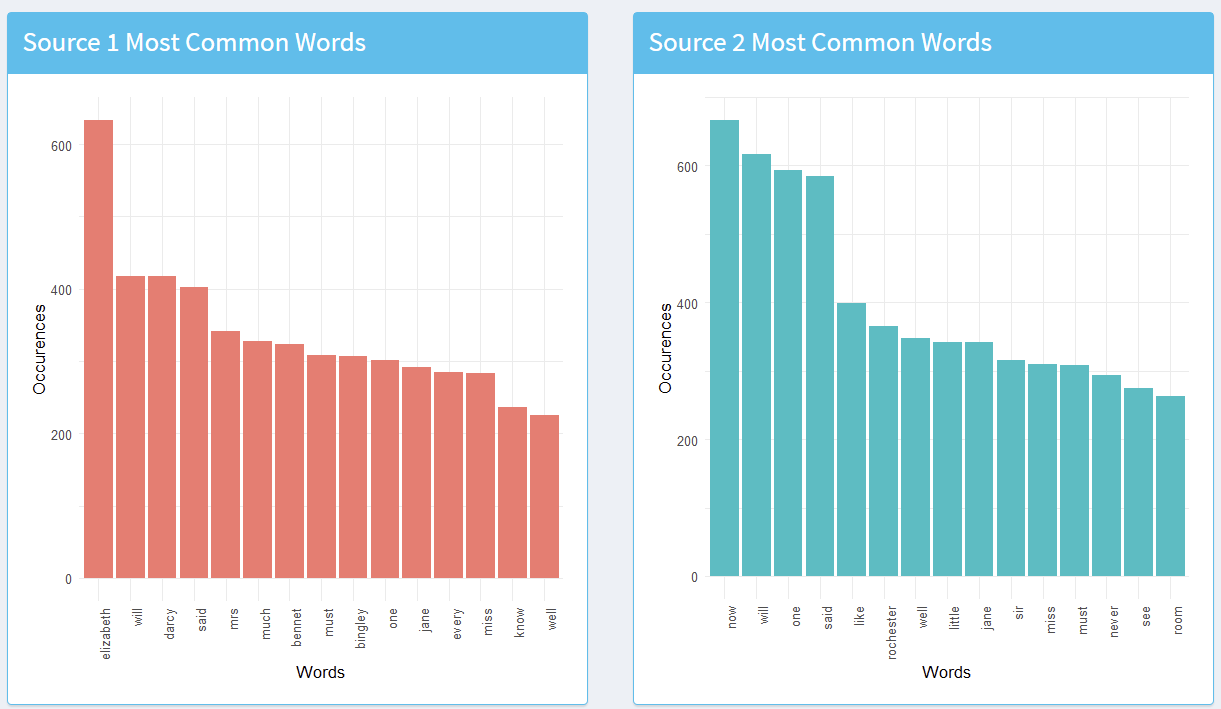 Source 1 Most Common Words
Occurences
600
400
200
0
elizabeth
will
darcy
said
mrs
much
bennet
must
bingley
one
jane
every
miss
know
well
Words
Source 2 Most Common Words
Occurences
600
400
200
0
now
will
one
said
like
rochester
well
little
jane
sir
miss
must
never
see
room
Words